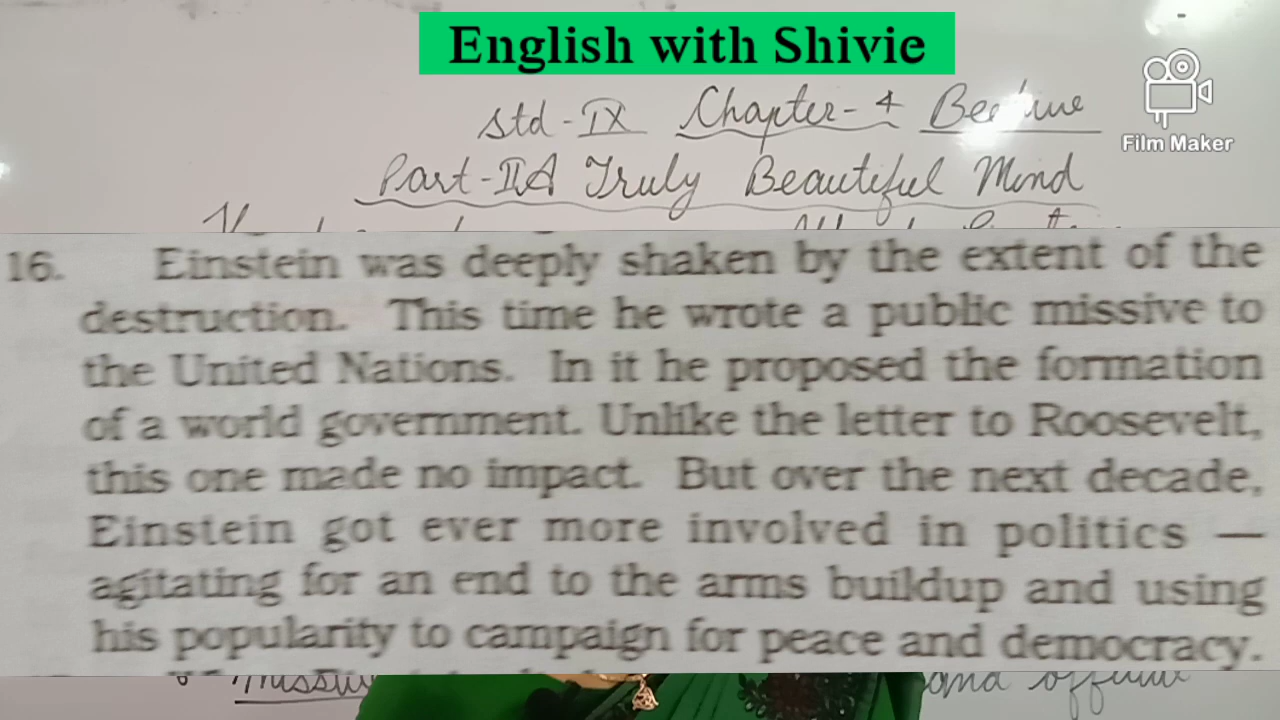 English with Shivie
Std - IX Chapter - 4 Beehive
Film Maker
Part - II A Truly Beautiful Mind
16. Einstein was deeply shaken by the extent of the
destruction. This time he wrote a public missive to
the United Nations. In it he proposed the formation
of a world government. Unlike the letter to Roosevelt,
this one made no impact. But over the next decade,
Einstein got ever more involved in politics —
agitating for an end to the arms buildup and using
his popularity to campaign for peace and democracy.
missive
and